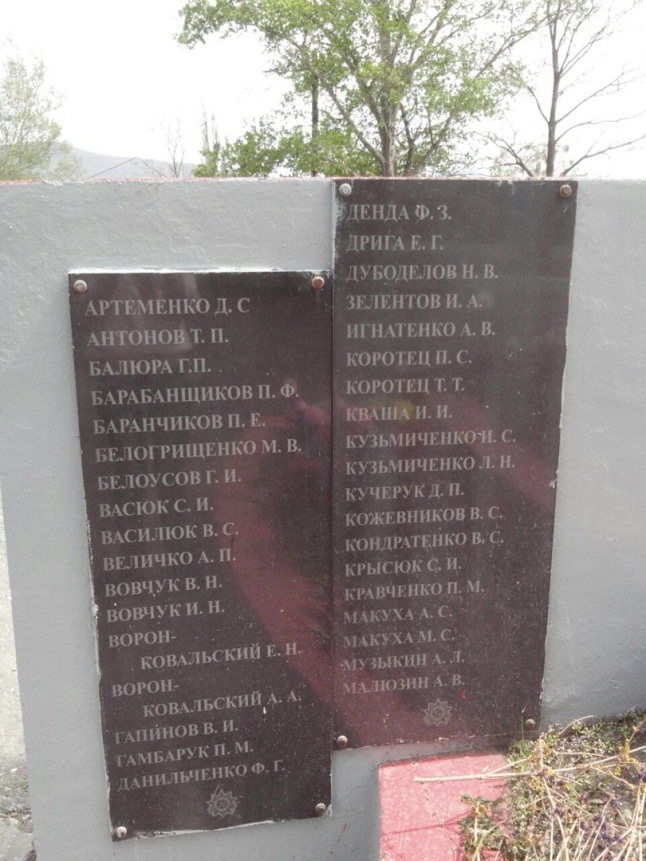 АРТЕМЕНКО Д. С
АНТОНОВ Т. П.
БАЛЮРА Г.П.
БАРАБАНЩИКОВ П. Ф.
БАРАНЧИКОВ П. Е.
БЕЛОГРИЩЕНКО М. В.
БЕЛОУСОВ Г. И.
ВАСЮК С. И.
ВАСИЛЮК В. С.
ВЕЛИЧКО А. П.
ВОВЧУК В. Н.
ВОВЧУК И. Н.
ВОРОН-
КОВАЛЬСКИЙ Е. Н.
ВОРОН-
КОВАЛЬСКИЙ А. А.
ГАПИНОВ В. И.
ГАМБАРУК П. М.
ДАНИЛЬЧЕНКО Ф. Г.
ДЕНДА Ф. З.
ДРИГА Е. Г.
ДУБОДЕЛОВ Н. В.
ЗЕЛЕНТОВ И. А.
ИГНАТЕНКО А. В.
КОРОТЕЦ П. С.
КОРОТЕЦ Т. Т.
КВАША И. И.
КУЗЬМИЧЕНКО И. С.
КУЗЬМИЧЕНКО Л. Н.
КУЧЕРУК Д. П.
КОЖЕВНИКОВ В. С.
КОНДРАТЕНКО В. С.
КРЫСЮК С. И.
КРАВЧЕНКО П. М.
МАКУХА А. С.
МАКУХА М. С.
МУЗЫКИН А. Л.
МАЛЮЗИН А. В.